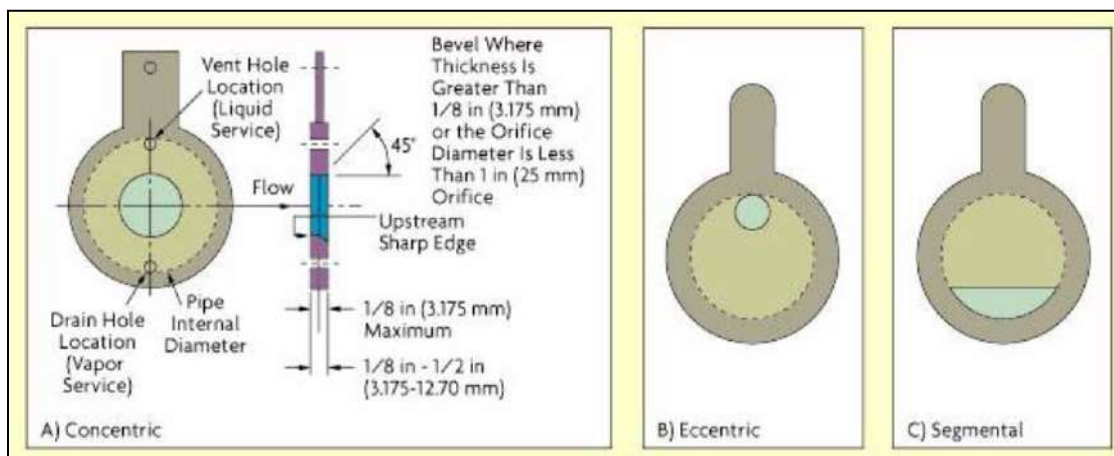 Vent Hole
Location
(Liquid
Service)
Flow
Drain Hole
Location
(Vapor
Service)
Pipe
Internal
Diameter
45°
Bevel Where
Thickness Is
Greater Than
1/8 in (3.175 mm)
or the Orifice
Diameter Is Less
Than 1 in (25 mm)
Orifice
Upstream
Sharp Edge
1/8 in (3.175 mm)
Maximum
1/8 in - 1/2 in
(3.175-12.70 mm)
A) Concentric
B) Eccentric
C) Segmental